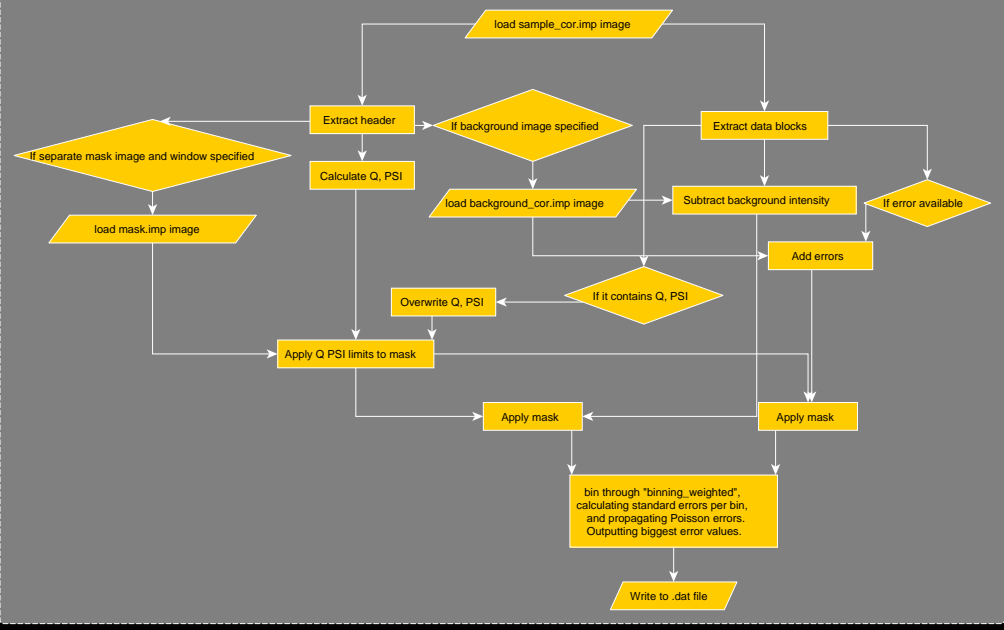 load sample_cor.imp image
Extract header
If background image specified
Extract data blocks
If separate mask image and window specified
Calculate Q, PSI
load background_cor.imp image
Subtract background intensity
If error available
load mask.imp image
Add errors
If it contains Q, PSI
Overwrite Q, PSI
Apply Q PSI limits to mask
Apply mask
Apply mask
bin through "binning_weighted",
calculating standard errors per bin,
and propagating Poisson errors.
Outputting biggest error values.
Write to .dat file